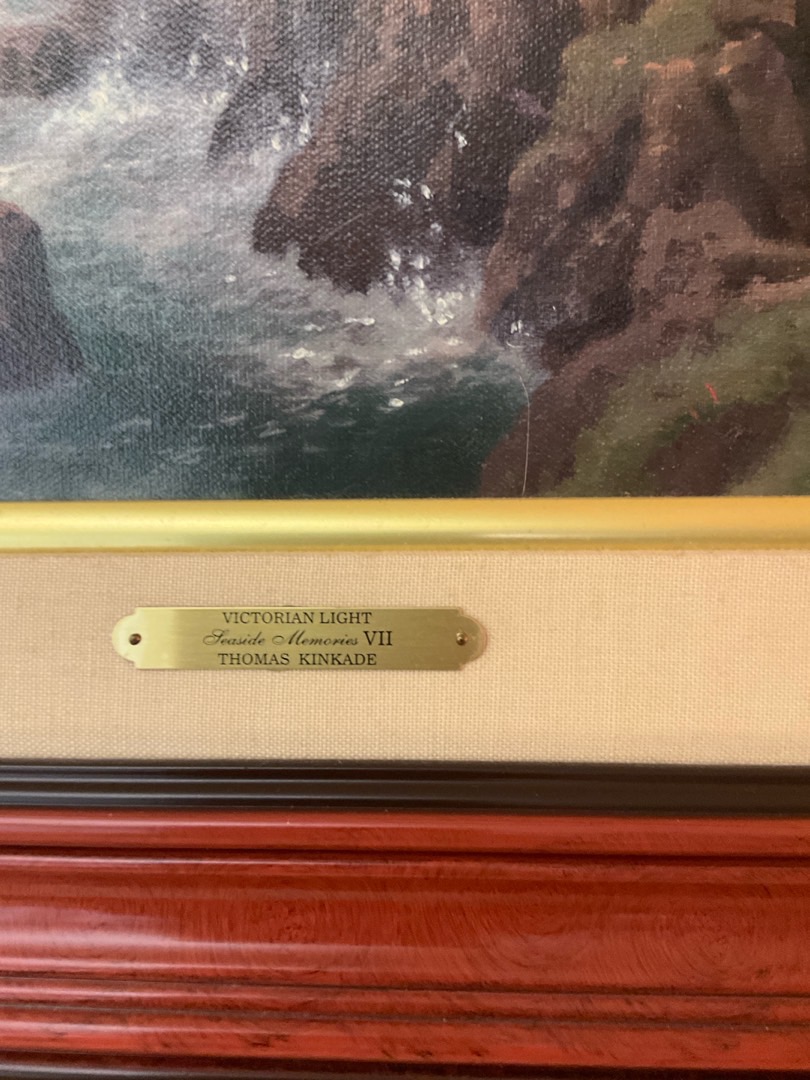 VICTORIAN LIGHT
Seaside Memories VII
THOMAS KINKADE